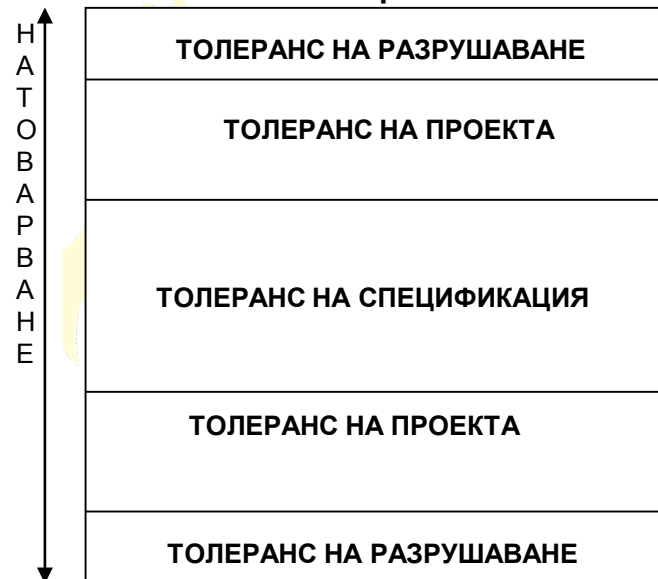 НАТОВАРВАНЕ
ТОЛЕРАНС НА РАЗРУШАВАНЕ
ТОЛЕРАНС НА ПРОЕКТА
ТОЛЕРАНС НА СПЕЦИФИКАЦИЯ
ТОЛЕРАНС НА ПРОЕКТА
ТОЛЕРАНС НА РАЗРУШАВАНЕ